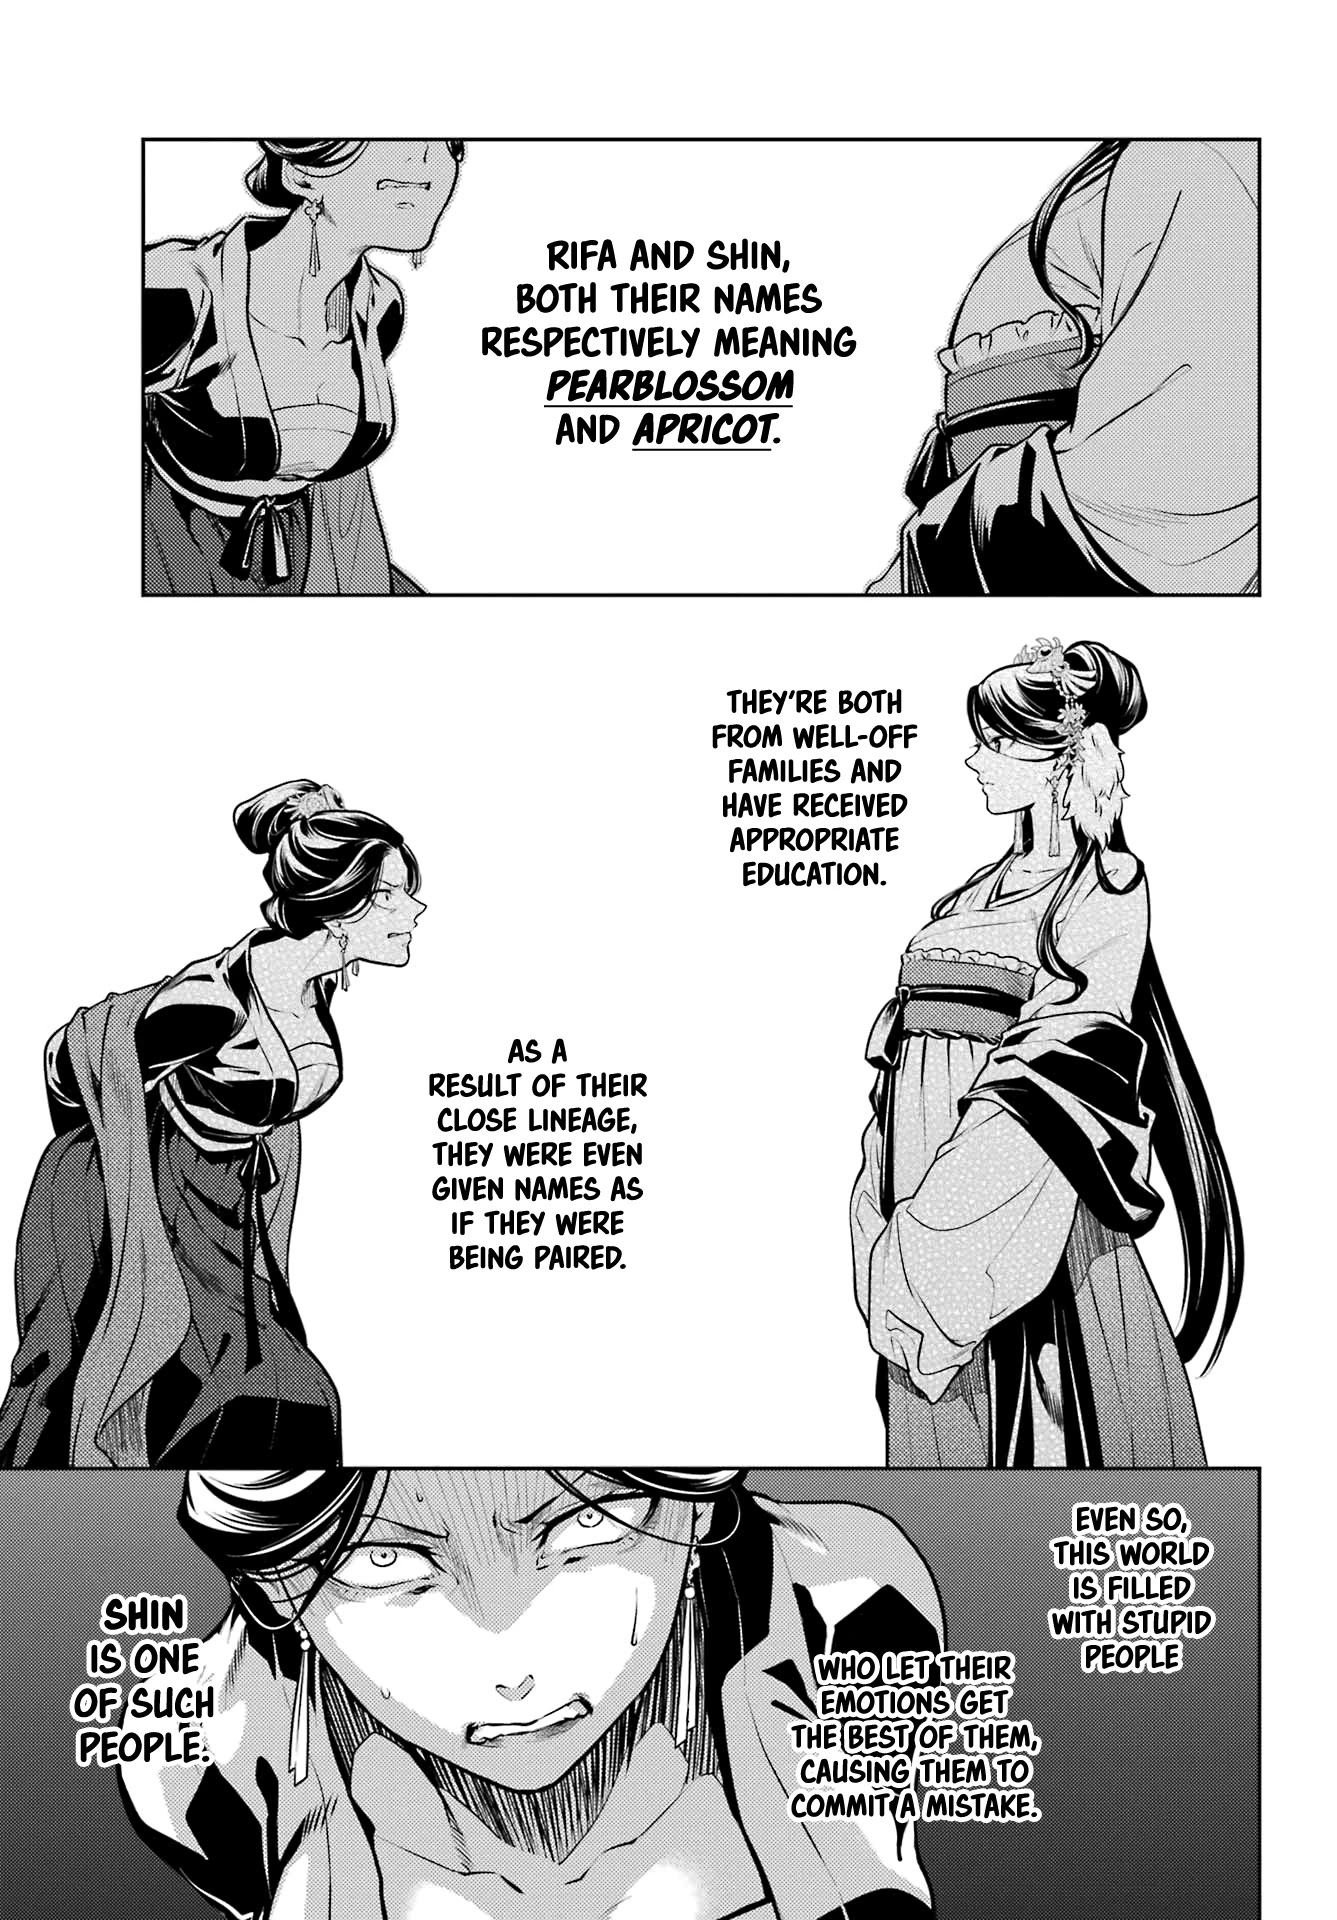 RIFA AND SHIN,
BOTH THEIR NAMES
RESPECTIVELY MEANING
PEARBLOSSOM
AND APRICOT.
THEY'RE BOTH
FROM WELL-OFF
FAMILIES AND
HAVE RECEIVED
APPROPRIATE
EDUCATION.
AS A
RESULT OF THEIR
CLOSE LINEAGE,
THEY WERE EVEN
GIVEN NAMES AS
IF THEY WERE
BEING PAIRED.
EVEN SO,
THIS WORLD
IS FILLED
WITH STUPID
PEOPLE
WHO LET THEIR
EMOTIONS GET
THE BEST OF THEM,
CAUSING THEM TO
COMMIT A MISTAKE.
SHIN
IS ONE
OF SUCH
PEOPLE.